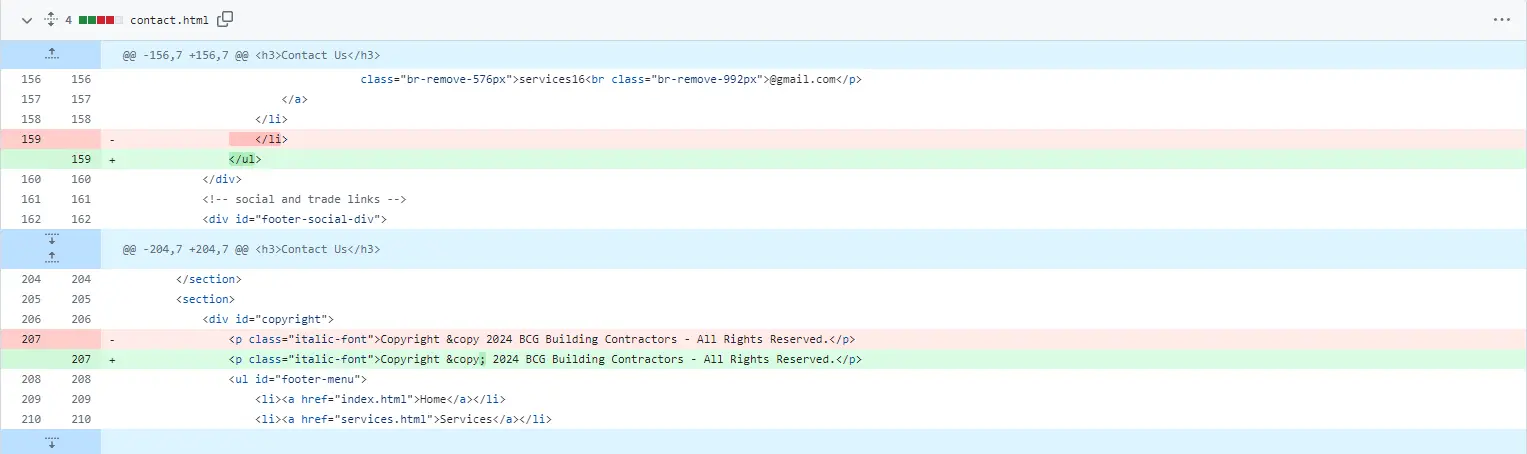 4 contact.html
@@ -156,7 +156,7 @@ <h3>Contact Us</h3>
156 156 class="br-remove-576px">services16<br class="br-remove-992px">@gmail.com</p>
157 157 </a>
158 158 </li>
159 - </li>
159 + </ul>
160 160 </div>
161 161 <!-- social and trade links -->
162 162 <div id="footer-social-div">
@@ -204,7 +204,7 @@ <h3>Contact Us</h3>
204 204 </section>
205 205 <section>
206 206 <div id="copyright">
207 - <p class="italic-font">Copyright &copy 2024 BCG Building Contractors - All Rights Reserved.</p>
207 + <p class="italic-font">Copyright &copy; 2024 BCG Building Contractors - All Rights Reserved.</p>
208 208 <ul id="footer-menu">
209 209 <li><a href="index.html">Home</a></li>
210 210 <li><a href="services.html">Services</a></li>